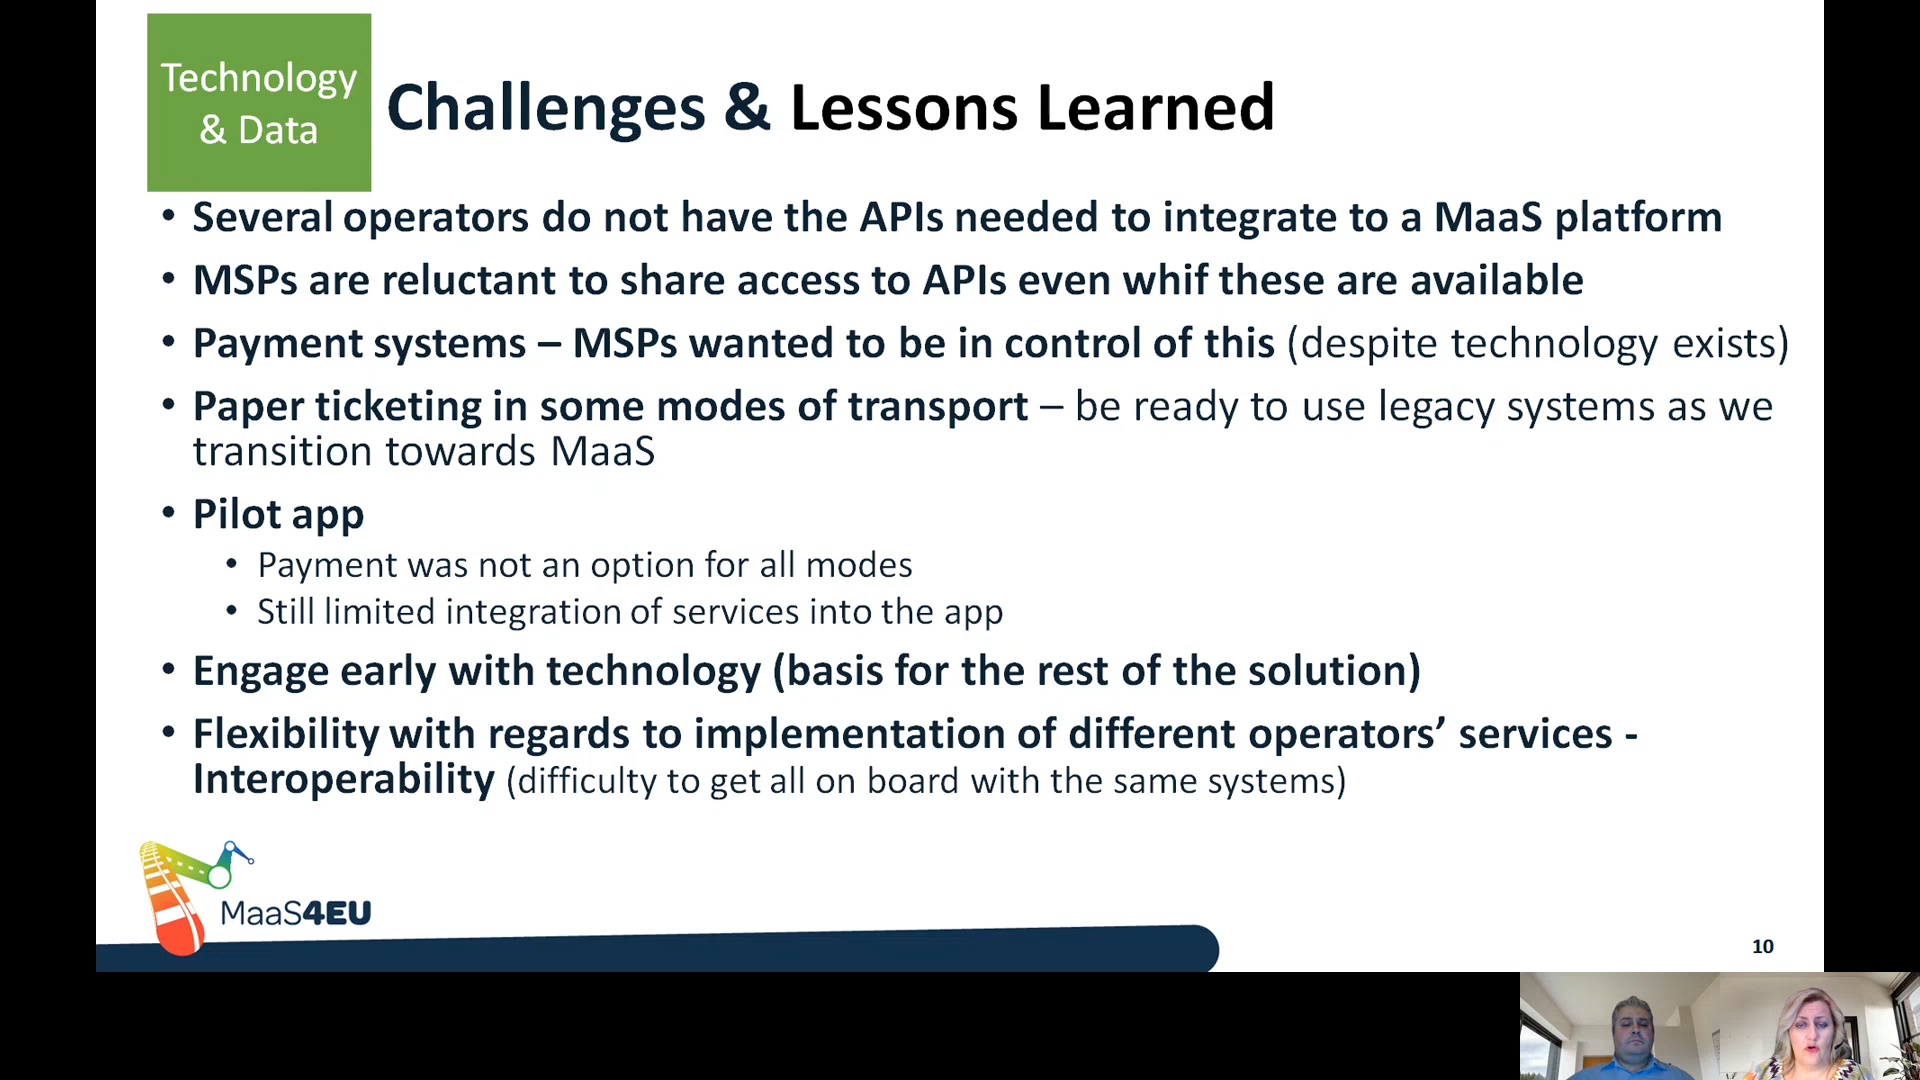 Technology
& Data
Challenges & Lessons Learned
• Several operators do not have the APIs needed to integrate to a MaaS platform
• MSPs are reluctant to share access to APIs even whif these are available
• Payment systems – MSPs wanted to be in control of this (despite technology exists)
• Paper ticketing in some modes of transport – be ready to use legacy systems as we
transition towards MaaS
• Pilot app
• Payment was not an option for all modes
• Still limited integration of services into the app
• Engage early with technology (basis for the rest of the solution)
• Flexibility with regards to implementation of different operators’ services -
Interoperability (difficulty to get all on board with the same systems)
MaaS4EU
10